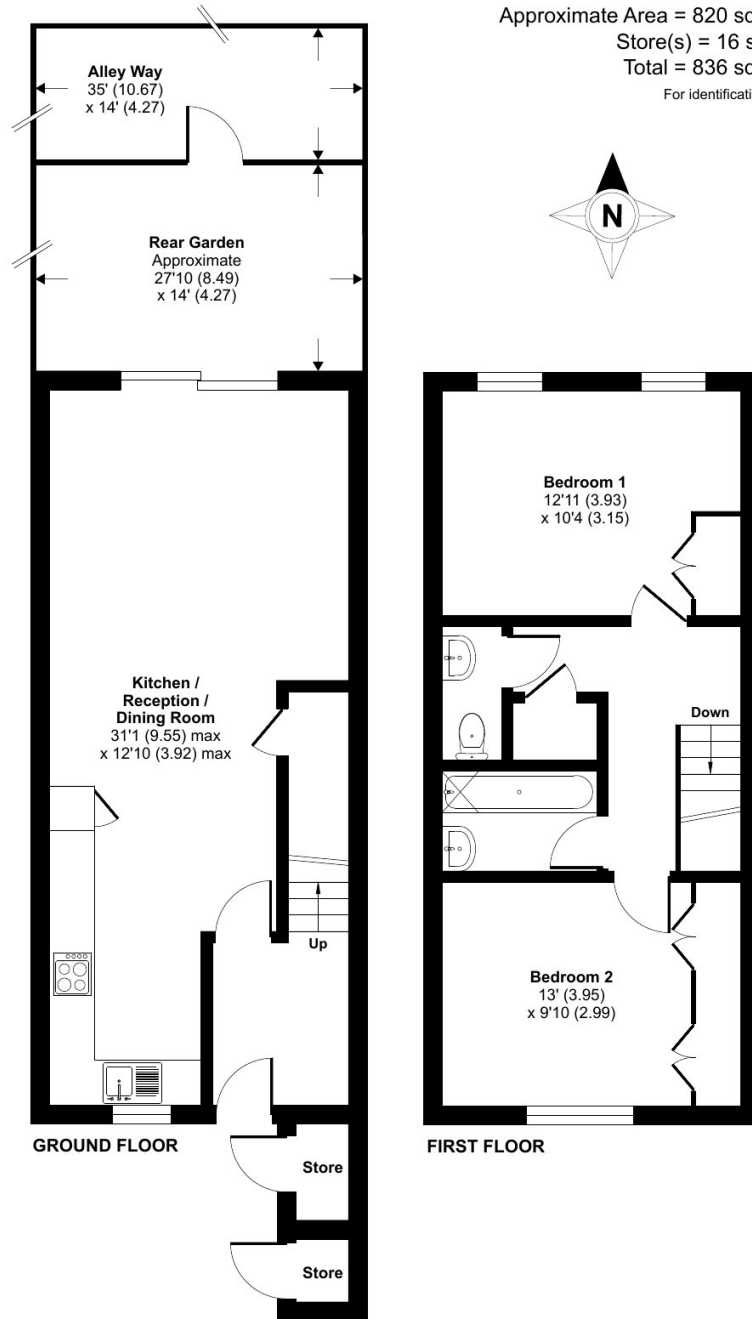 Approximate Area = 820 sq
Store(s) = 16 s
Total = 836 sq
For identificati
Alley Way
35' (10.67)
x 14' (4.27)
N
Rear Garden
Approximate
27'10 (8.49)
x 14' (4.27)
Bedroom 1
12'11 (3.93)
x 10'4 (3.15)
Kitchen /
Reception /
Dining Room
31'1 (9.55) max
x 12'10 (3.92) max
Down
Up
Bedroom 2
13' (3.95)
x 9'10 (2.99)
GROUND FLOOR
FIRST FLOOR
Store
Store